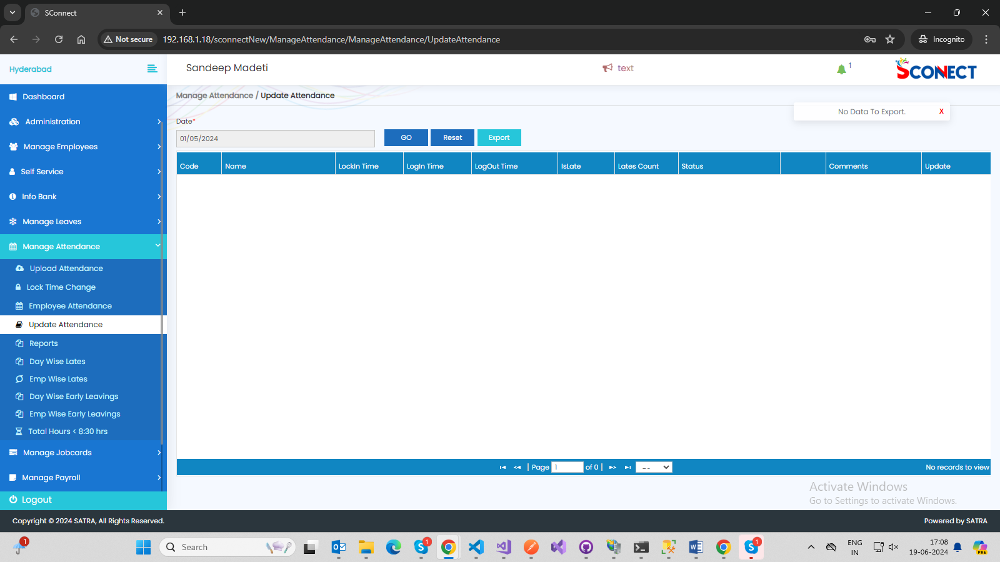 SConnect
Not secure
192.168.1.18/sconnectNew/ManageAttendance/ManageAttendance/UpdateAttendance
Incognito
Hyderabad
Sandeep Madeti
text
1
SCONNECT
Dashboard
Administration
Manage Employees
Self Service
Info Bank
Manage Leaves
Manage Attendance
Upload Attendance
Lock Time Change
Employee Attendance
Update Attendance
Reports
Day Wise Lates
Emp Wise Lates
Day Wise Early Leavings
Emp Wise Early Leavings
Total Hours < 8:30 hrs
Manage Jobcards
Manage Payroll
Logout
Manage Attendance / Update Attendance
No Data To Export. X
Date*
01/05/2024
GO Reset Export
Code Name LockIn Time LogIn Time LogOut Time IsLate Lates Count Status Comments Update
Page 1 of 0 | No records to view
Activate Windows
Go to Settings to activate Windows.
Copyright © 2024 SATRA, All Rights Reserved. Powered by SATRA
1
Search
1
1
ENG
IN
17:08
19-06-2024
PRE